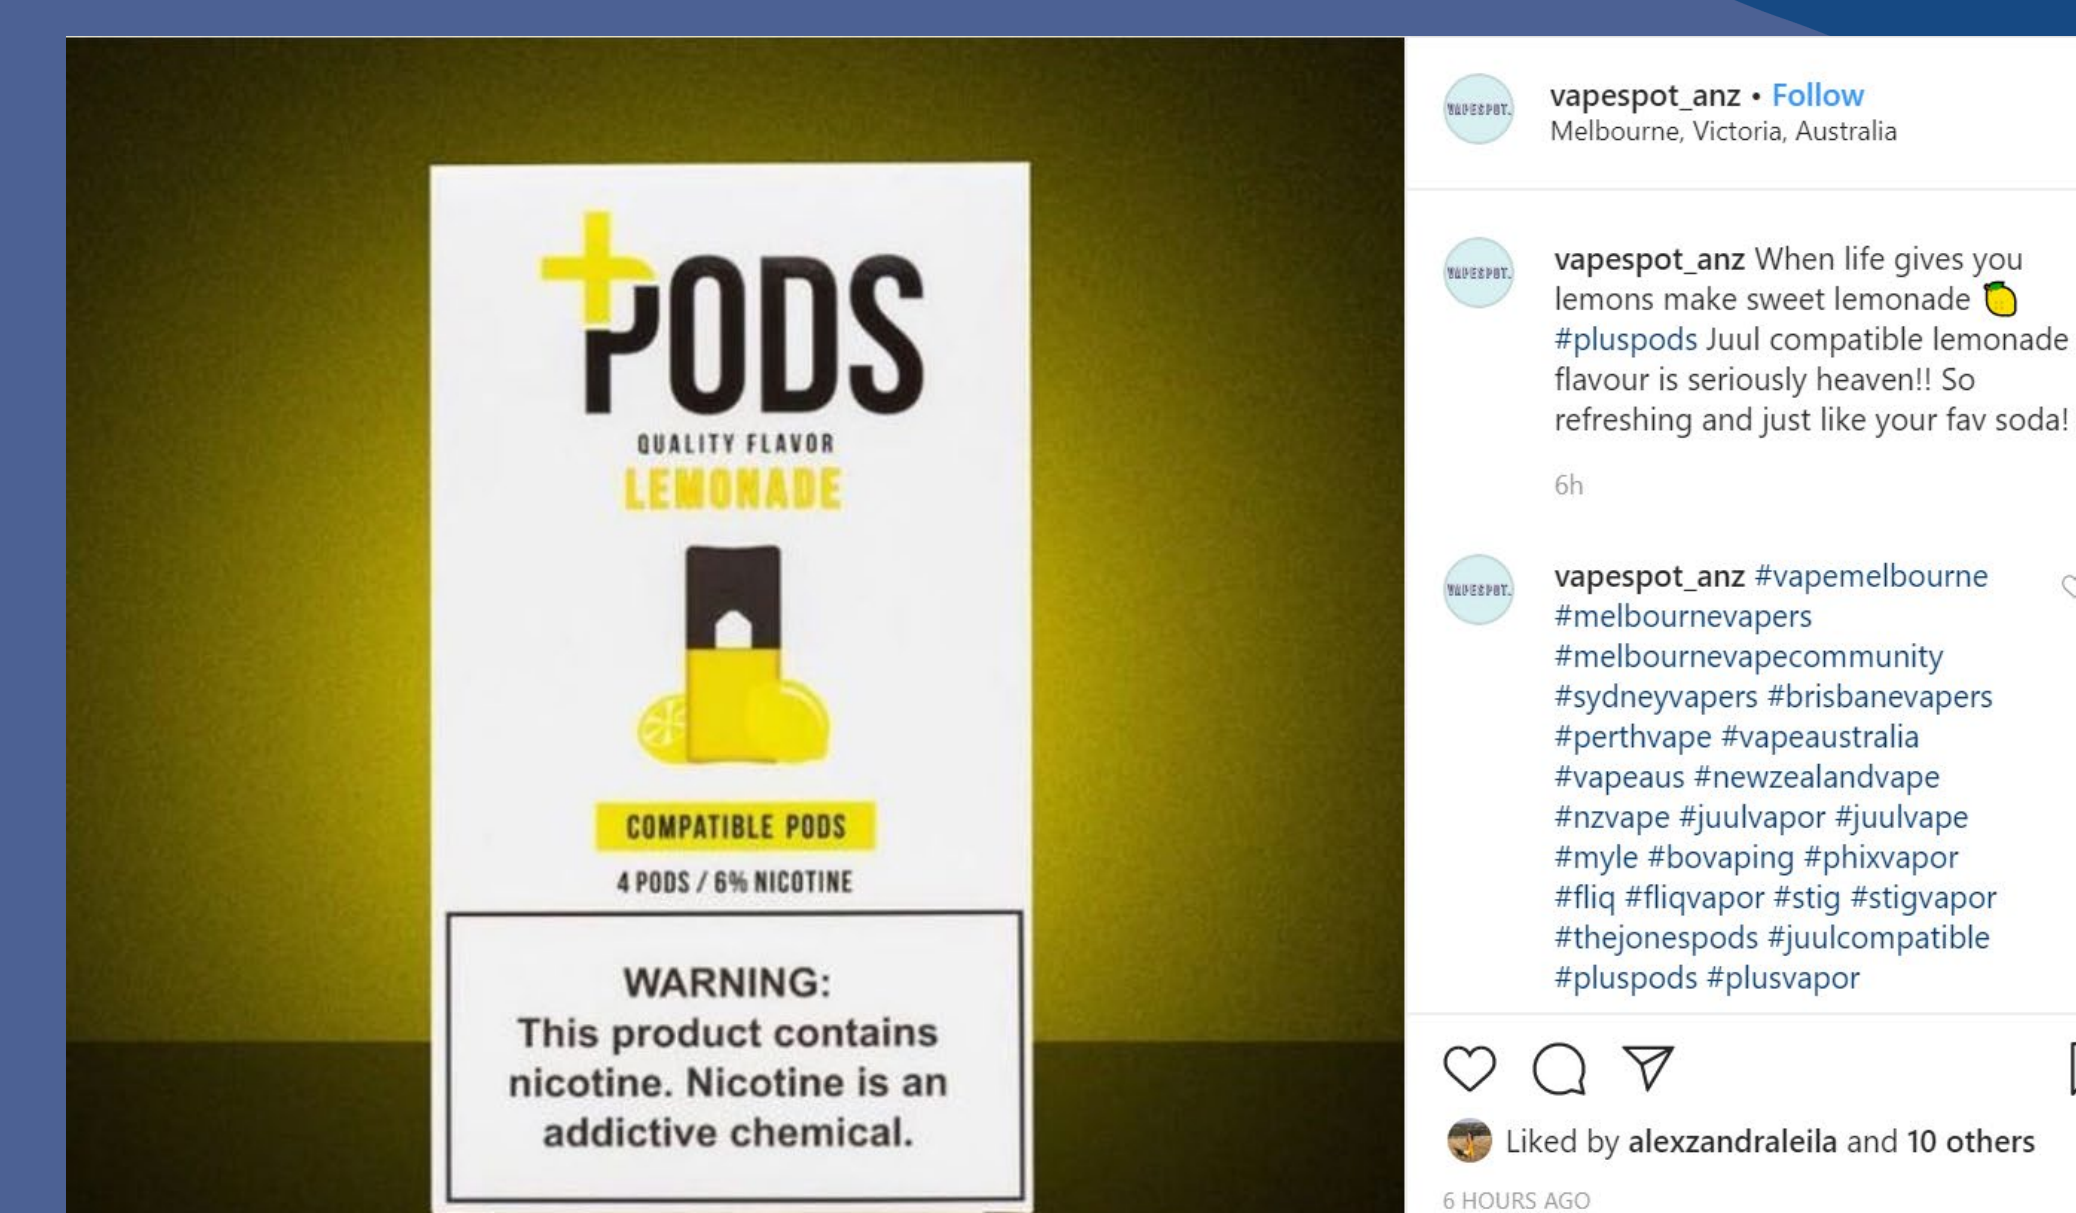 +PODS
QUALITY FLAVOR
LEMONADE
COMPATIBLE PODS
4 PODS / 6% NICOTINE
WARNING:
This product contains
nicotine. Nicotine is an
addictive chemical.
VAPESPOT.
vapespot_anz • Follow
Melbourne, Victoria, Australia
VAPESPOT.
vapespot_anz When life gives you
lemons make sweet lemonade 🍋
#pluspods Juul compatible lemonade
flavour is seriously heaven!! So
refreshing and just like your fav soda!
6h
VAPESPOT.
vapespot_anz #vapemelbourne
#melbournevapers
#melbournevapecommunity
#sydneyvapers #brisbanevapers
#perthvape #vapeaustralia
#vapeaus #newzealandvape
#nzvape #juulvapor #juulvape
#myle #bovaping #phixvapor
#fliq #fliqvapor #stig #stigvapor
#thejonespods #juulcompatible
#pluspods #plusvapor
Liked by alexzandraleila and 10 others
6 HOURS AGO